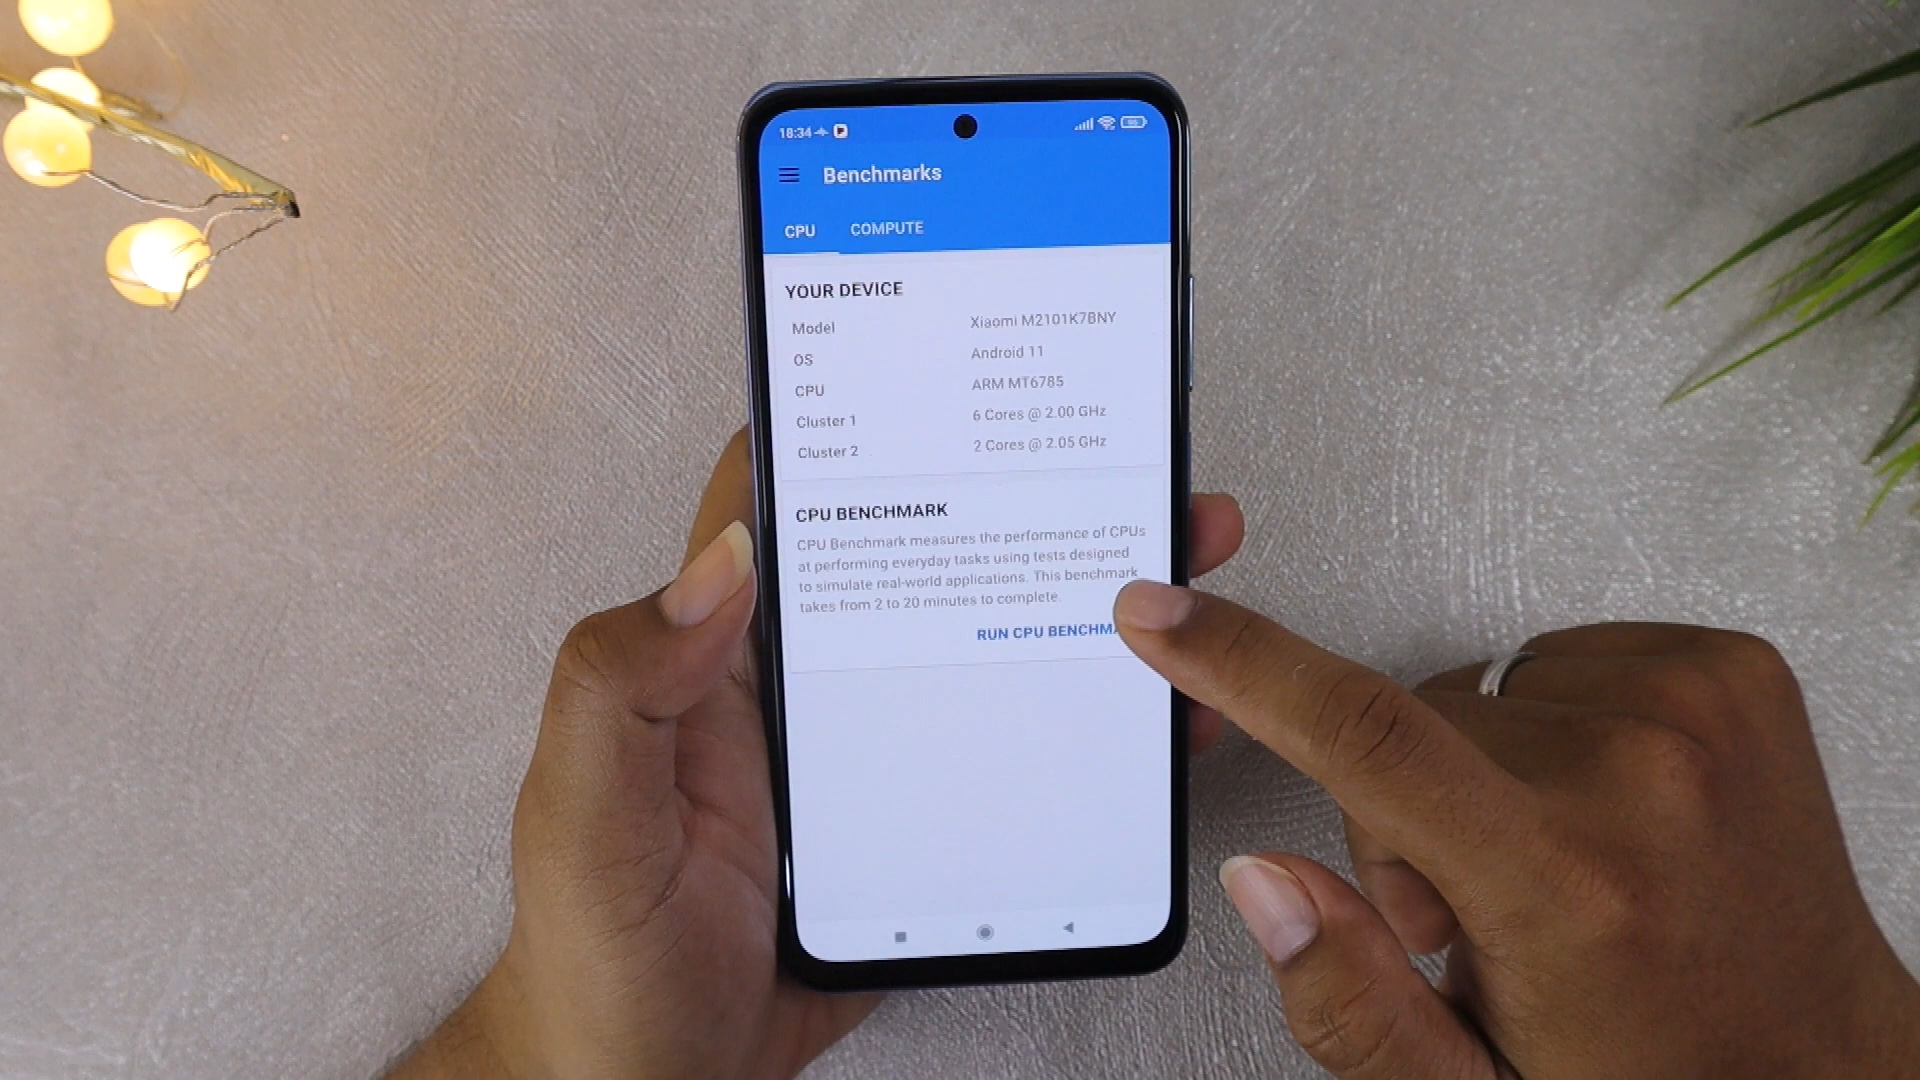 18:34
Benchmarks
CPU COMPUTE
YOUR DEVICE
Model Xiaomi M2101K7BNY
OS Android 11
CPU ARM MT6785
Cluster 1 6 Cores @ 2.00 GHz
Cluster 2 2 Cores @ 2.05 GHz
CPU BENCHMARK
CPU Benchmark measures the performance of CPUs
at performing everyday tasks using tests designed
to simulate real-world applications. This benchmark
takes from 2 to 20 minutes to complete.
RUN CPU BENCHMA